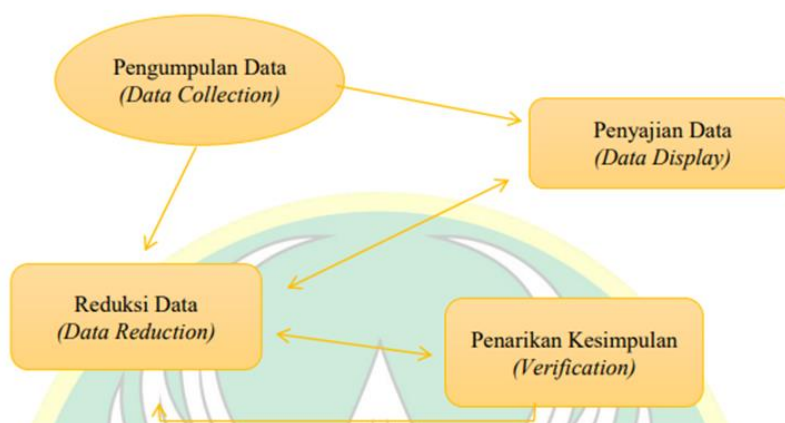 Pengumpulan Data
(Data Collection)
Penyajian Data
(Data Display)
Reduksi Data
(Data Reduction)
Penarikan Kesimpulan
(Verification)